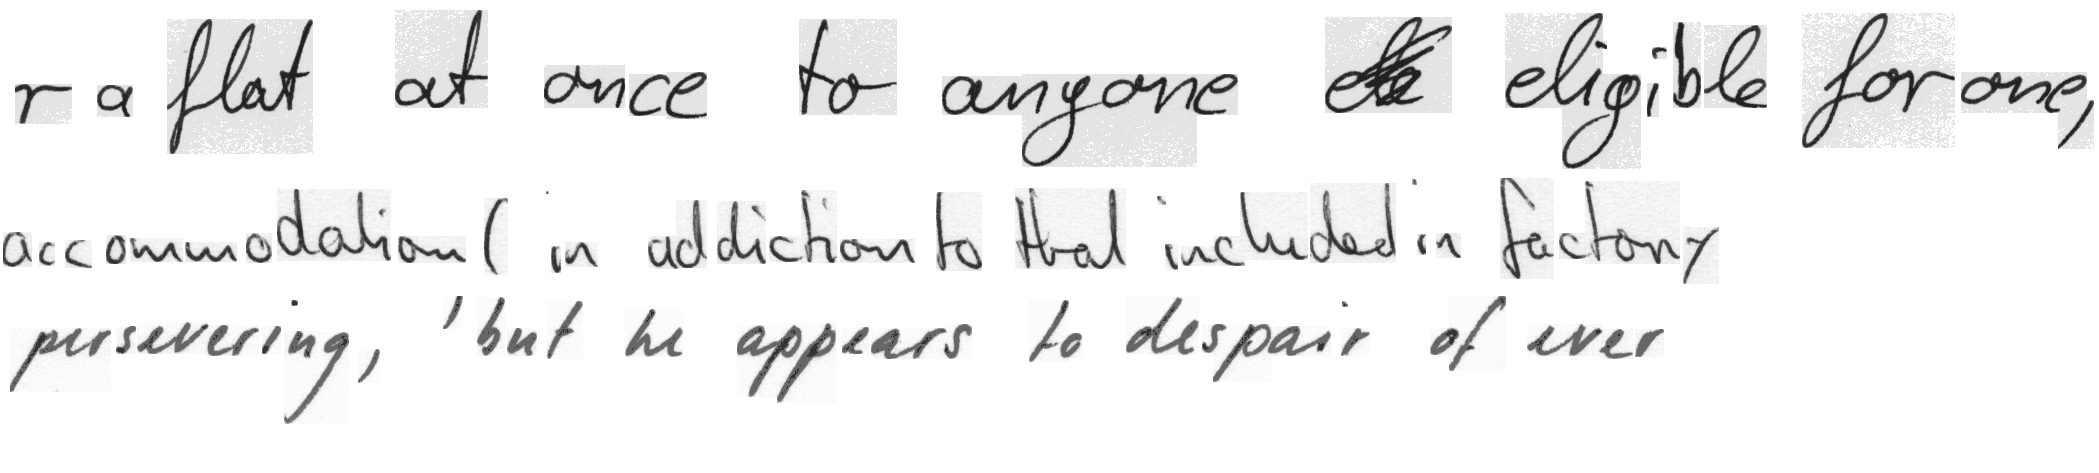 r a flat at once to anyone eligible for one,
accommodation ( in addiction to that included in factory
persevering, 'but he appears to despair of ever